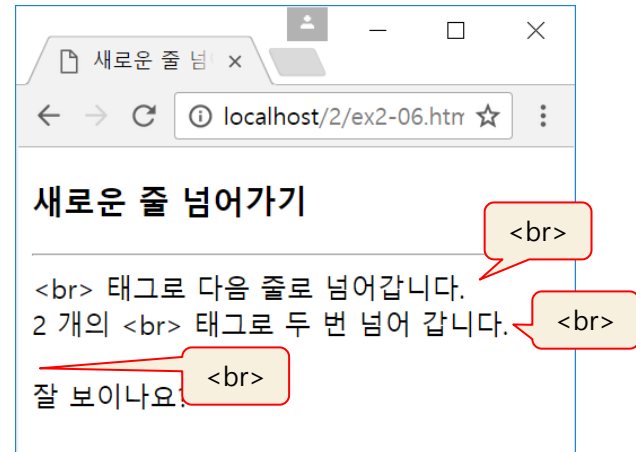 새로운 줄 넘
localhost/2/ex2-06.htm
새로운 줄 넘어가기
<br>
<br> 태그로 다음 줄로 넘어갑니다.
2 개의 <br> 태그로 두 번 넘어 갑니다.
<br>
<br>
잘 보이나요?